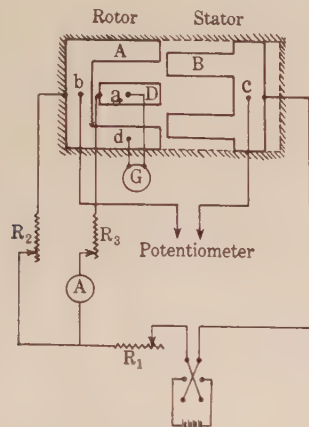 Rotor Stator
A
B
b
a
D
c
d
G
R2
R3
Potentiometer
A
R1